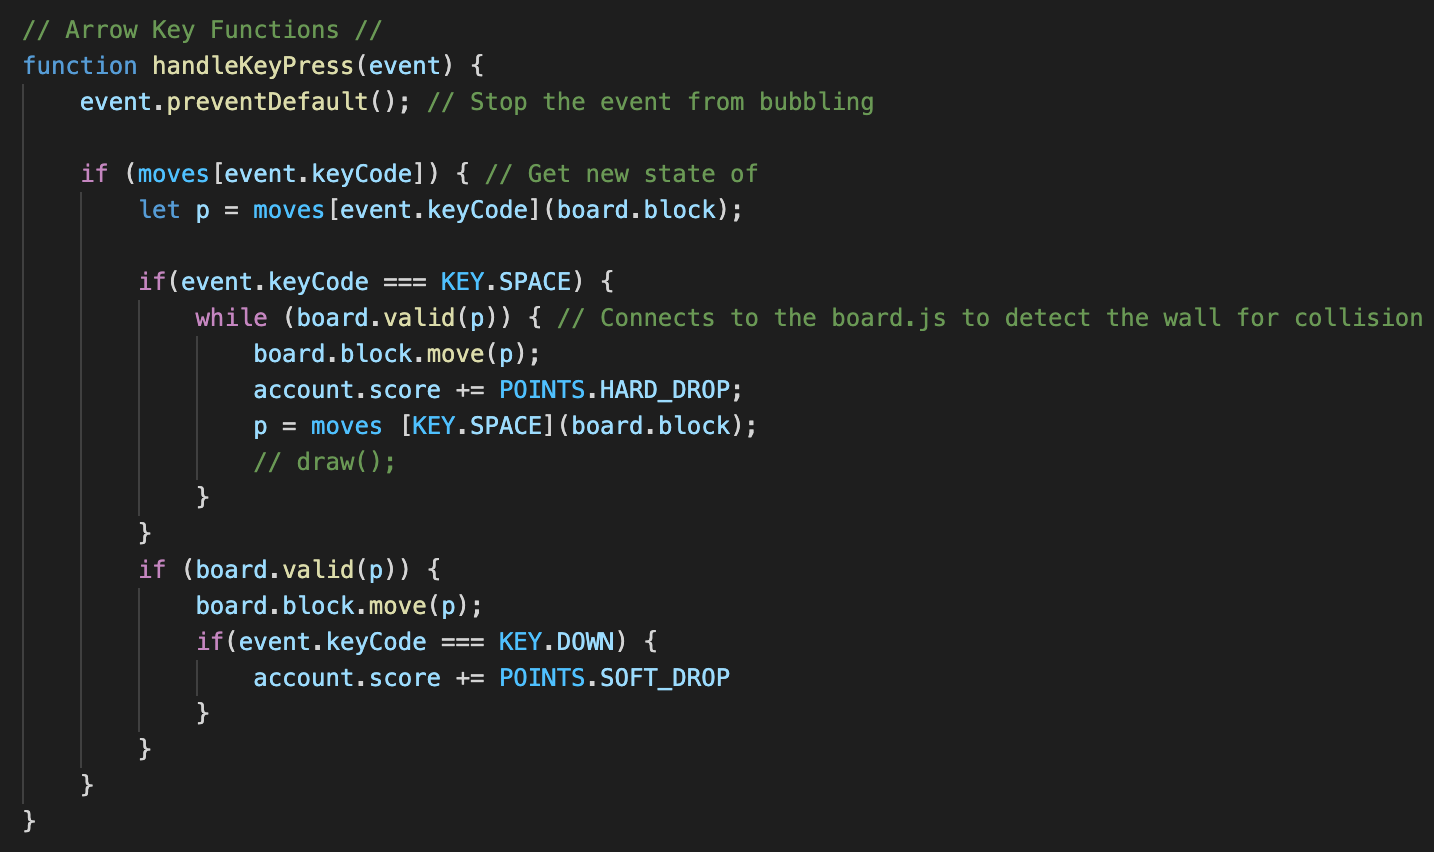 // Arrow Key Functions //
function handleKeyPress(event) {
    event.preventDefault(); // Stop the event from bubbling

    if (moves[event.keyCode]) { // Get new state of
        let p = moves[event.keyCode](board.block);

        if(event.keyCode === KEY.SPACE) {
            while (board.valid(p)) { // Connects to the board.js to detect the wall for collision
                board.block.move(p);
                account.score += POINTS.HARD_DROP;
                p = moves [KEY.SPACE](board.block);
                // draw();
            }
        }
        if (board.valid(p)) {
            board.block.move(p);
            if(event.keyCode === KEY.DOWN) {
                account.score += POINTS.SOFT_DROP
            }
        }
    }
}